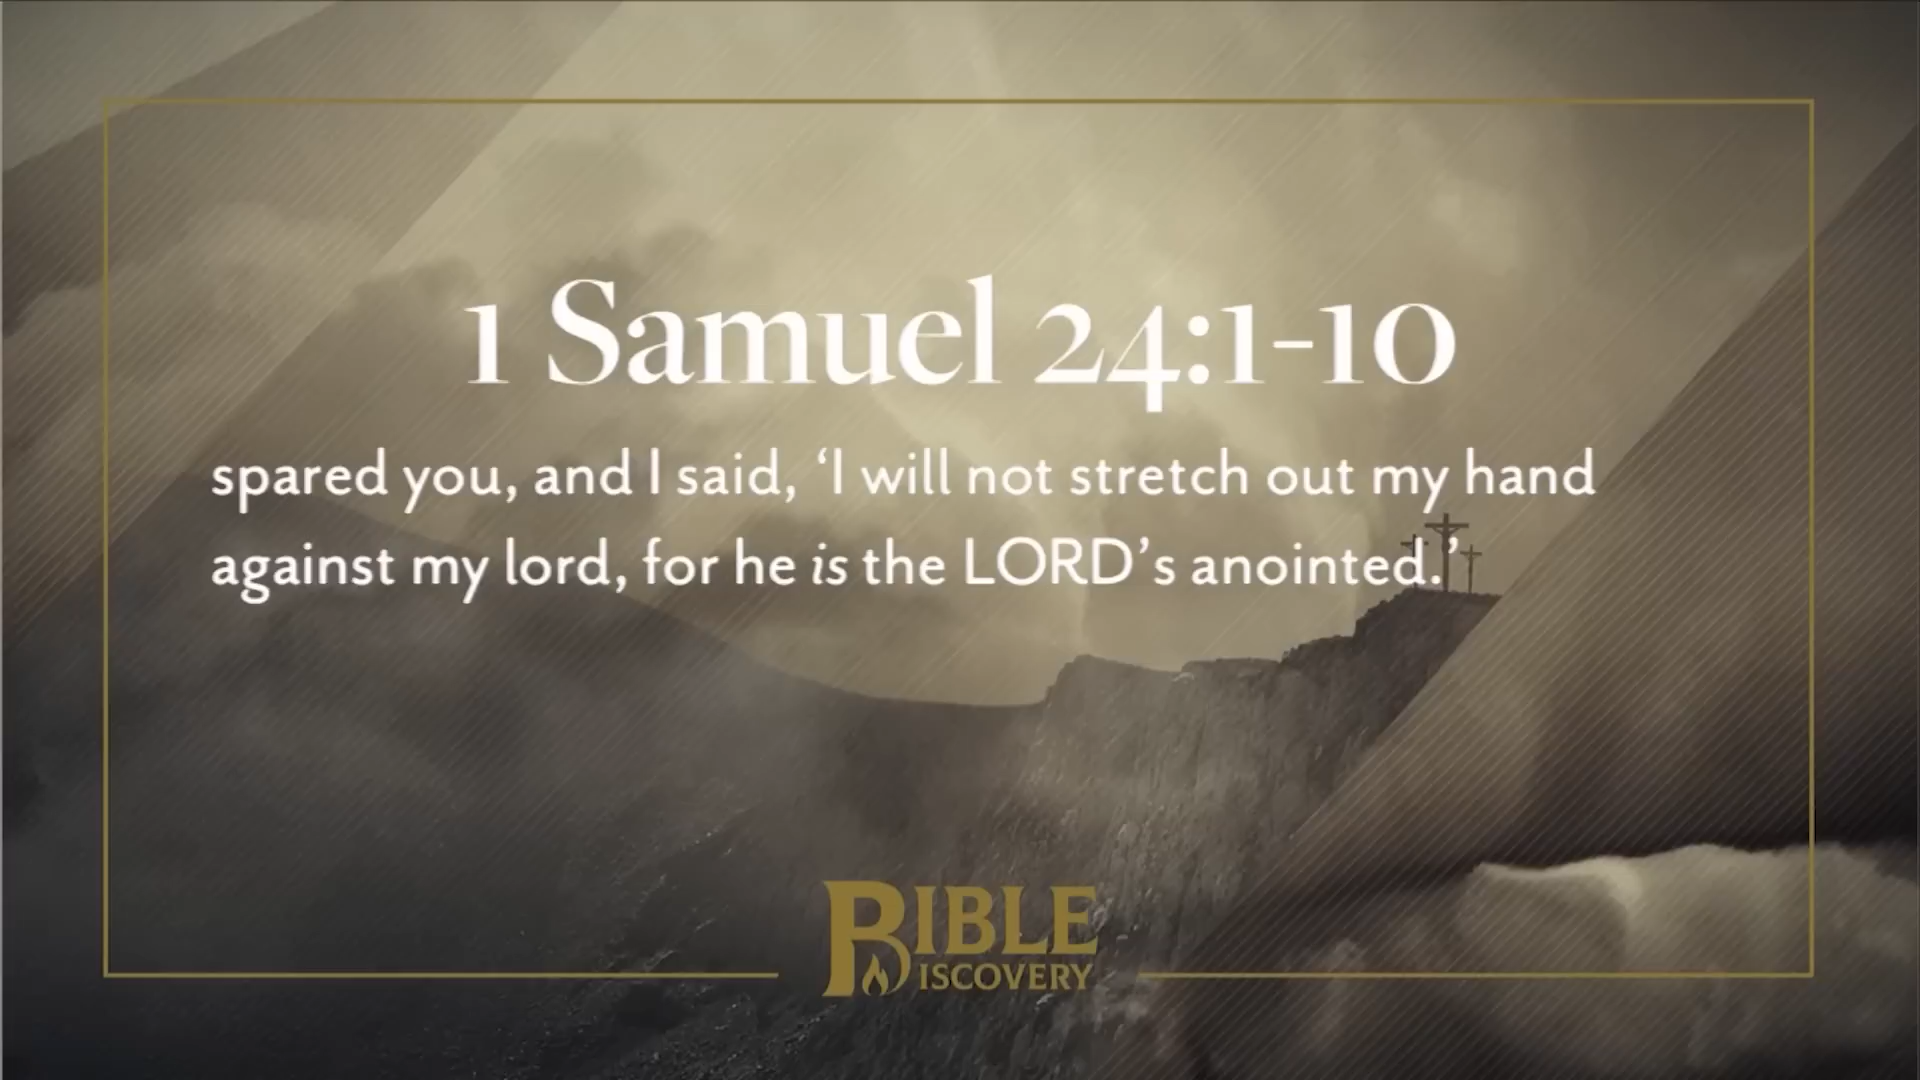 1 Samuel 24:1-10
spared you, and I said, ‘I will not stretch out my hand
against my lord, for he is the LORD’s anointed.’
BIBLE
DISCOVERY